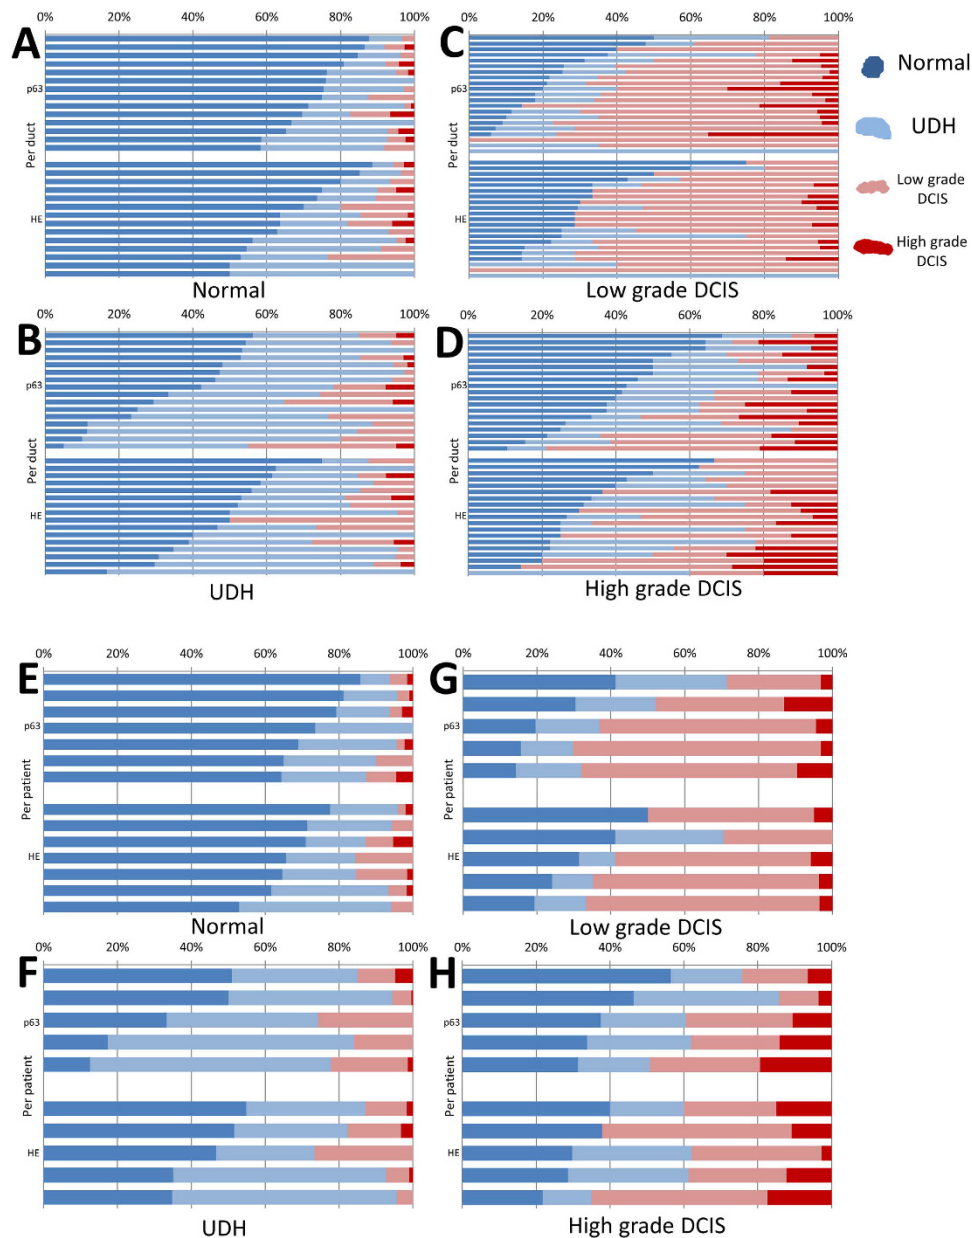 0% 20% 40% 60% 80% 100%
A
p63
Per duct
HE
Normal
0% 20% 40% 60% 80% 100%
C
Low grade DCIS
Normal
UDH
Low grade
DCIS
High grade
DCIS
p63
Per duct
HE
0% 20% 40% 60% 80% 100%
B
p63
Per duct
HE
UDH
0% 20% 40% 60% 80% 100%
D
p63
Per duct
HE
High grade DCIS
0% 20% 40% 60% 80% 100%
E
p63
Per patient
HE
Normal
0% 20% 40% 60% 80% 100%
G
p63
Per patient
HE
Low grade DCIS
0% 20% 40% 60% 80% 100%
F
p63
Per patient
HE
UDH
0% 20% 40% 60% 80% 100%
H
p63
Per patient
HE
High grade DCIS